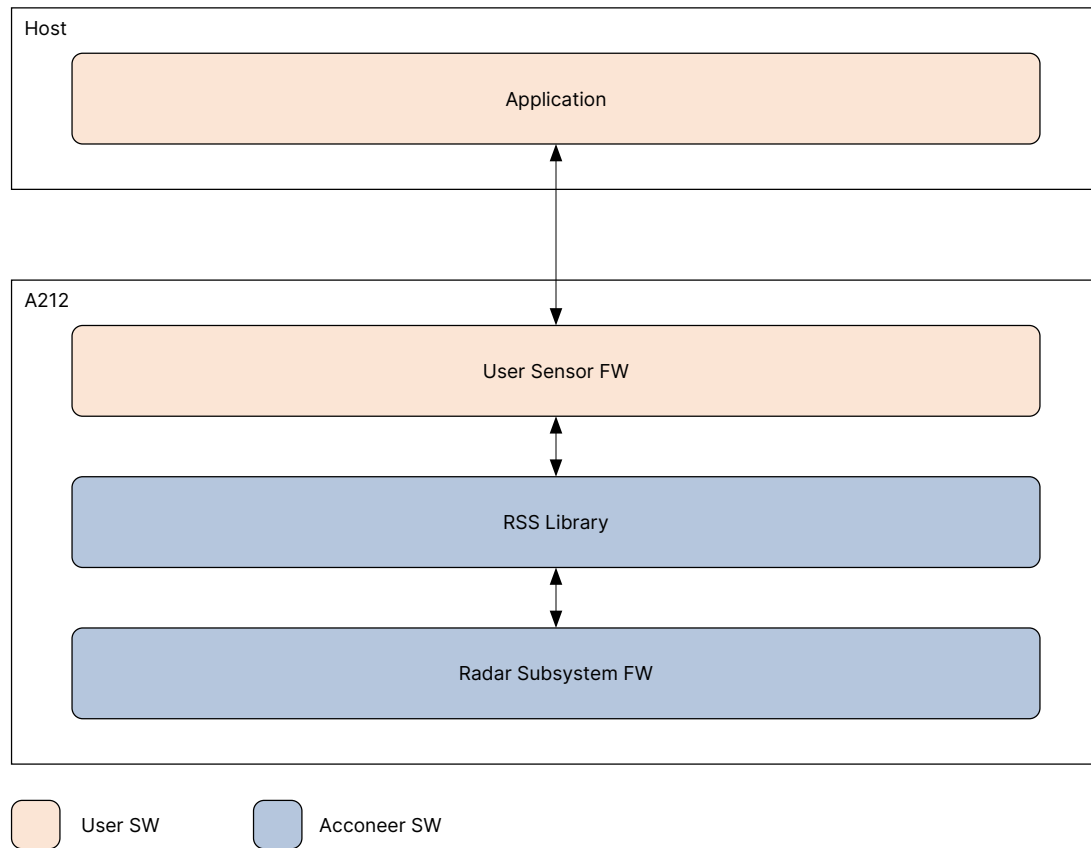 Host
Application
A212
User Sensor FW
RSS Library
Radar Subsystem FW
User SW
Acconeer SW